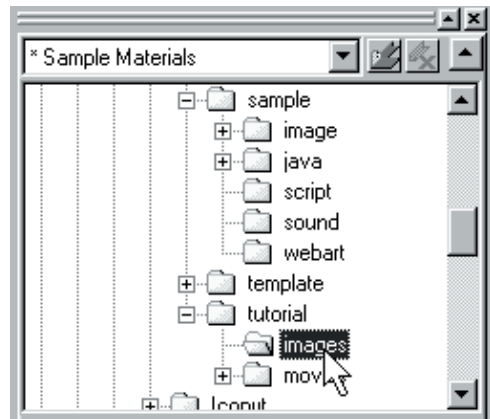 * Sample Materials
sample
image
java
script
sound
webart
template
tutorial
images